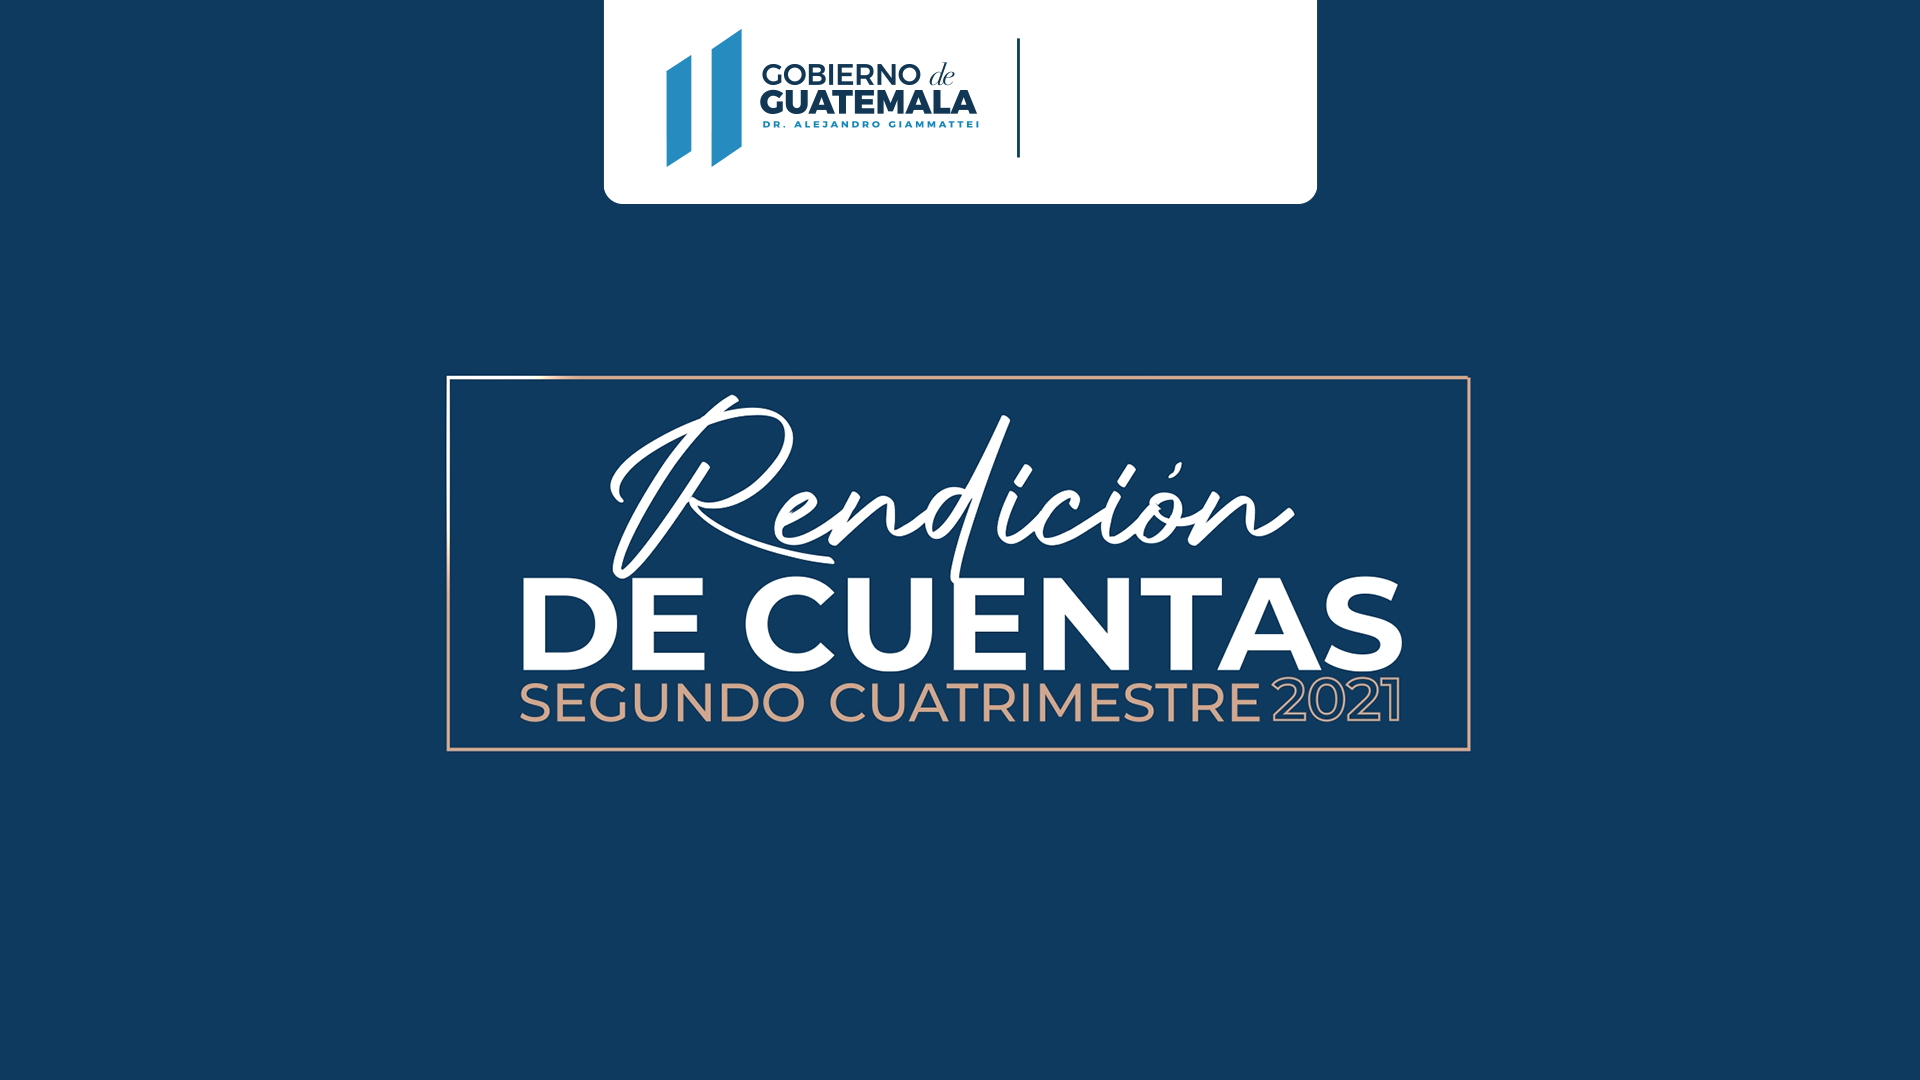 GOBIERNO de
GUATEMALA
DR. ALEJANDRO GIAMMATTEI
Rendición
DE CUENTAS
SEGUNDO CUATRIMESTRE 2021